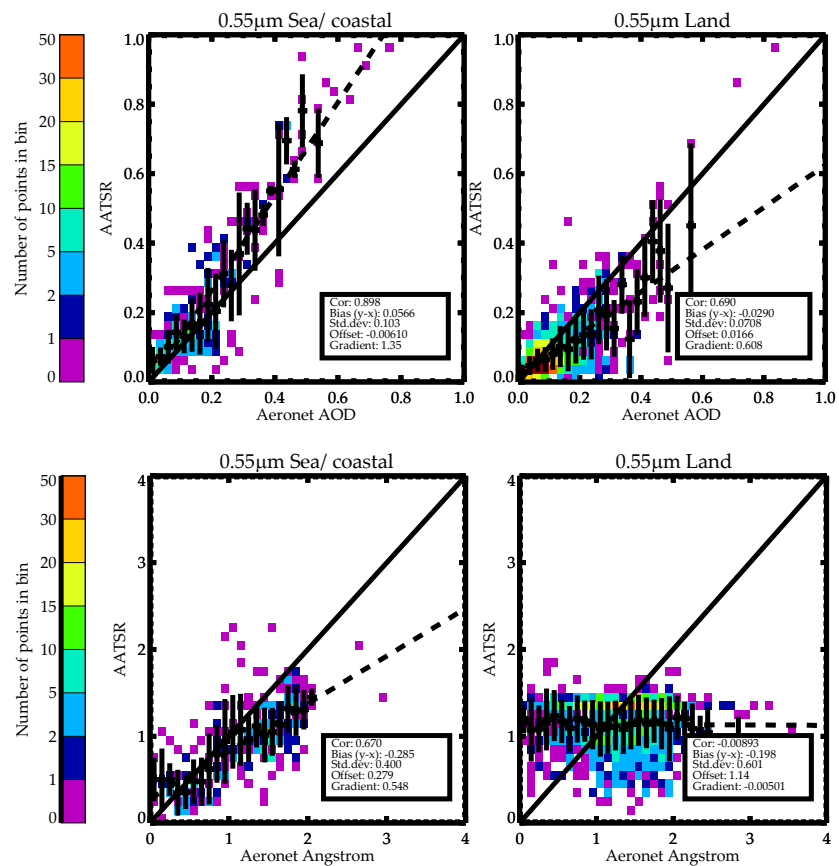 0.55µm Sea/ coastal
0.55µm Land
Number of points in bin
50
30
20
15
10
5
2
1
0
AATSR
1.0
0.8
0.6
0.4
0.2
0.0
Cor: 0.898
Bias (y-x): 0.0566
Std.dev: 0.103
Offset: -0.00610
Gradient: 1.35
0.0 0.2 0.4 0.6 0.8 1.0
Aeronet AOD
AATSR
1.0
0.8
0.6
0.4
0.2
0.0
Cor: 0.690
Bias (y-x): -0.0290
Std.dev: 0.0708
Offset: 0.0166
Gradient: 0.608
0.0 0.2 0.4 0.6 0.8 1.0
Aeronet AOD
0.55µm Sea/ coastal
0.55µm Land
Number of points in bin
50
30
20
15
10
5
2
1
0
AATSR
4
3
2
1
0
Cor: 0.670
Bias (y-x): -0.285
Std.dev: 0.400
Offset: 0.279
Gradient: 0.548
0 1 2 3 4
Aeronet Angstrom
AATSR
4
3
2
1
0
Cor: -0.00893
Bias (y-x): -0.198
Std.dev: 0.601
Offset: 1.14
Gradient: -0.00501
0 1 2 3 4
Aeronet Angstrom